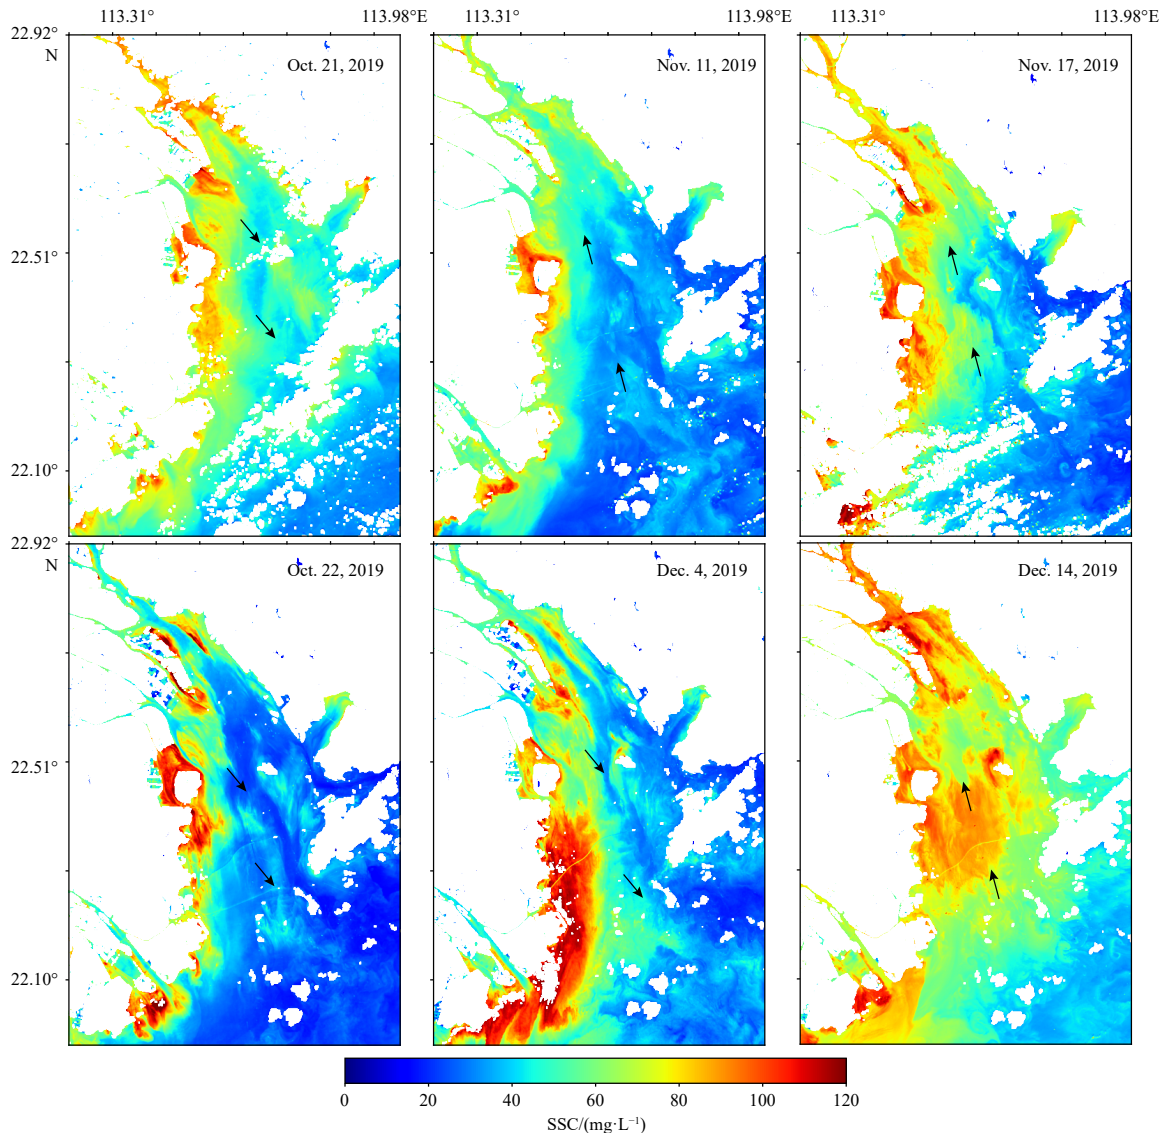 113.31° 113.98°E 113.31° 113.98°E 113.31° 113.98°E
22.92°
N
Oct. 21, 2019 Nov. 11, 2019 Nov. 17, 2019
22.51°
22.10°
22.92°
N
Oct. 22, 2019 Dec. 4, 2019 Dec. 14, 2019
22.51°
22.10°
0 20 40 60 80 100 120
SSC/(mg·L⁻¹)